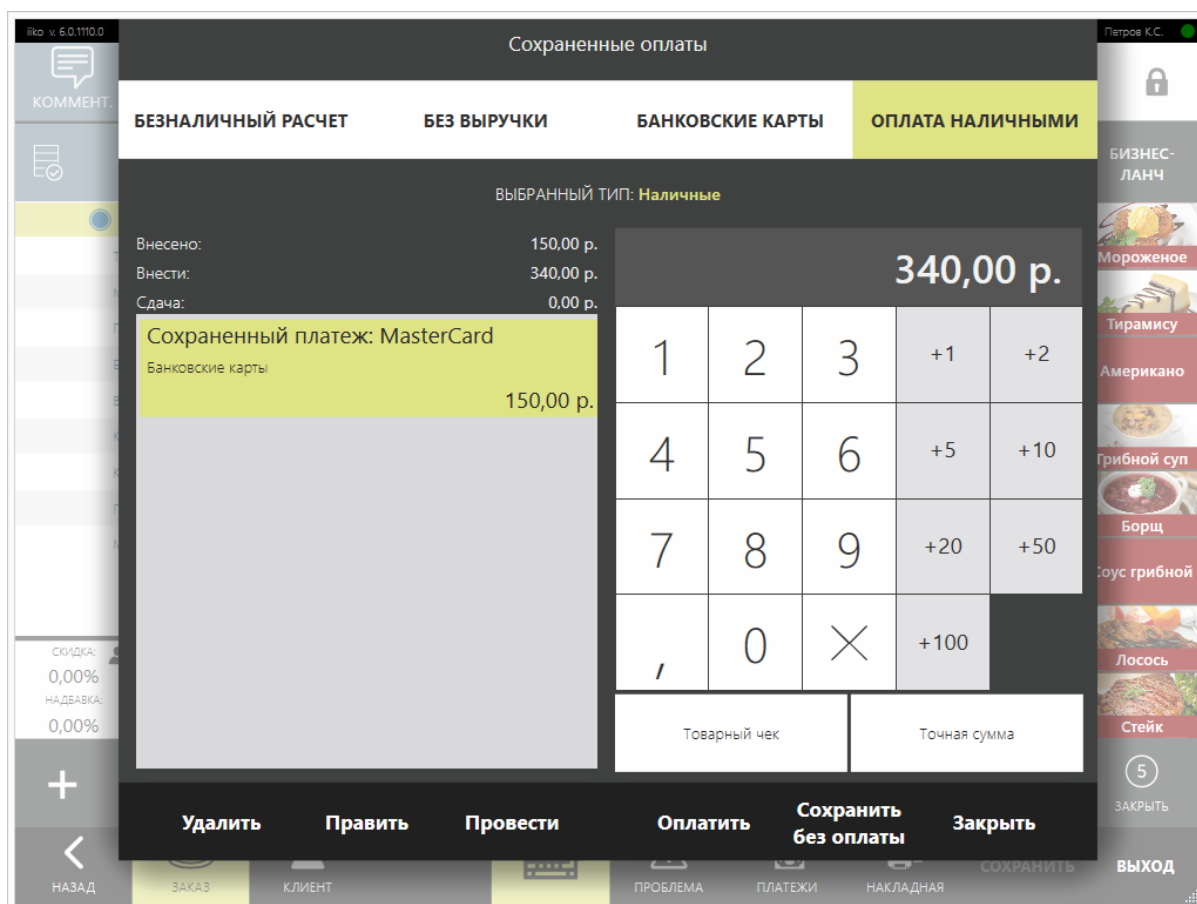 iiko v. 6.0.1110.0
Сохраненные оплаты
Петров К.С.
КОММЕНТ.
БЕЗНАЛИЧНЫЙ РАСЧЕТ
БЕЗ ВЫРУЧКИ
БАНКОВСКИЕ КАРТЫ
ОПЛАТА НАЛИЧНЫМИ
БИЗНЕС-
ЛАНЧ
ВЫБРАННЫЙ ТИП: Наличные
Внесено: 150,00 р.
Внести: 340,00 р.
Сдача: 0,00 р.
340,00 р.
Сохраненный платеж: MasterCard
Банковские карты
150,00 р.
1 2 3 +1 +2
4 5 6 +5 +10
7 8 9 +20 +50
, 0 × +100
Товарный чек
Точная сумма
Мороженое
Тирамису
Американо
Грибной суп
Борщ
Соус грибной
Лосось
Стейк
СКИДКА:
0,00%
НАДБАВКА:
0,00%
+
5
ЗАКРЫТЬ
Удалить
Править
Провести
Оплатить
Сохранить
без оплаты
Закрыть
НАЗАД
ЗАКАЗ
КЛИЕНТ
ПРОБЛЕМА
ПЛАТЕЖИ
НАКЛАДНАЯ
СОХРАНИТЬ
ВЫХОД